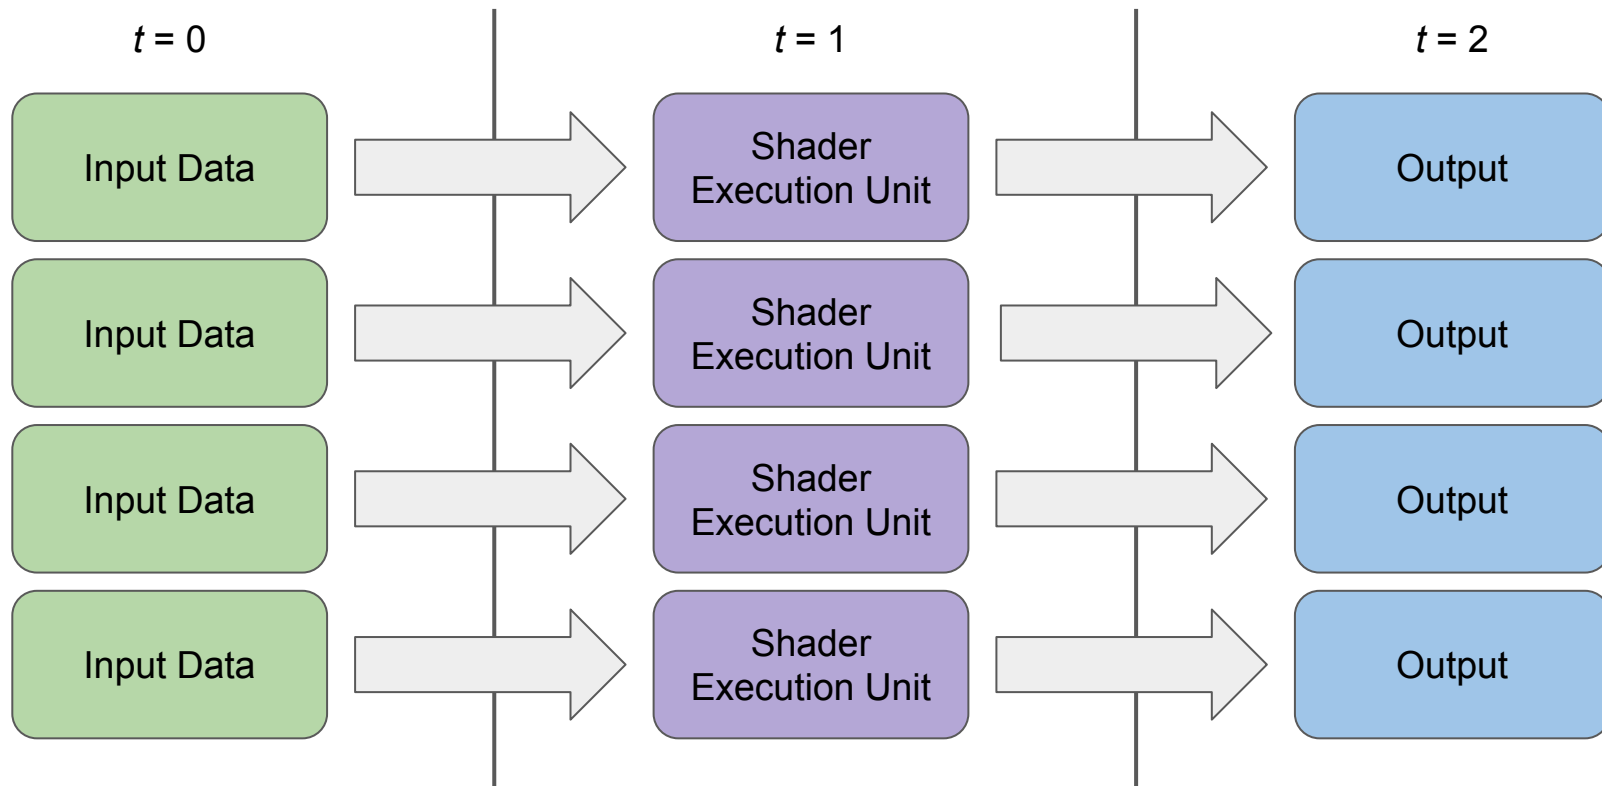 t = 0
t = 1
t = 2
Input Data
Shader
Execution Unit
Output
Input Data
Shader
Execution Unit
Output
Input Data
Shader
Execution Unit
Output
Input Data
Shader
Execution Unit
Output